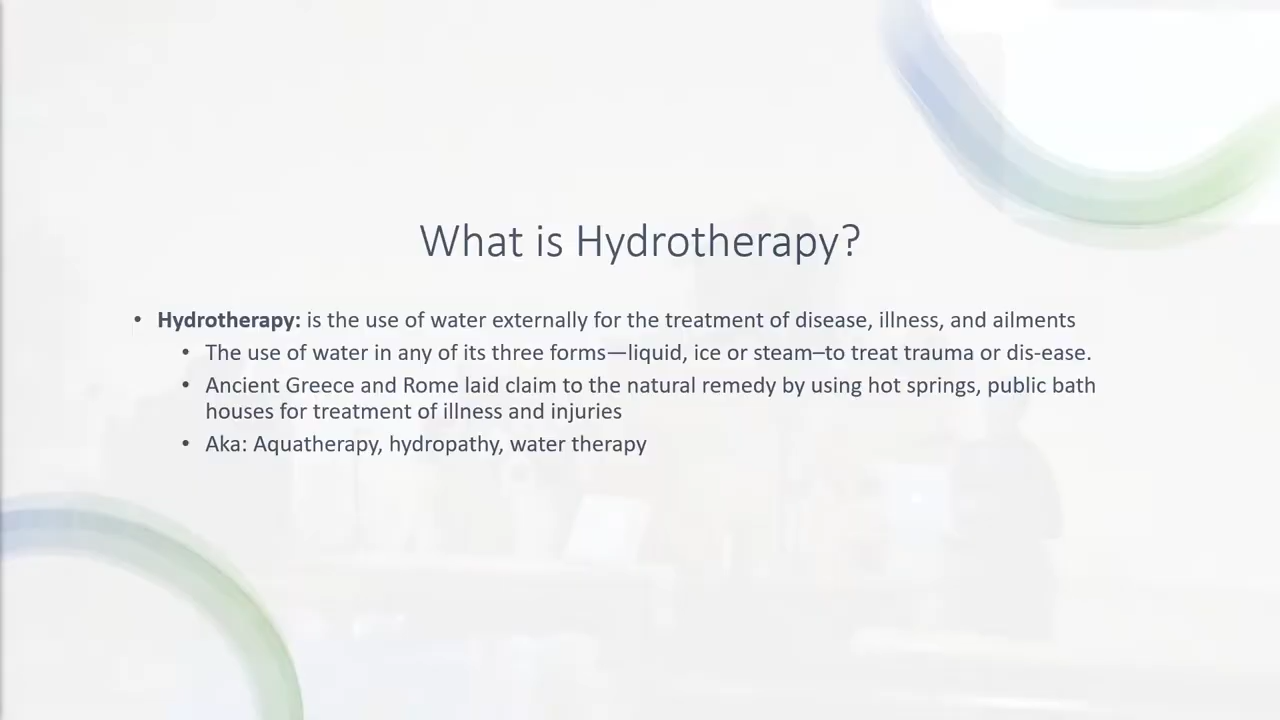 What is Hydrotherapy?
• Hydrotherapy: is the use of water externally for the treatment of disease, illness, and ailments
• The use of water in any of its three forms—liquid, ice or steam–to treat trauma or dis-ease.
• Ancient Greece and Rome laid claim to the natural remedy by using hot springs, public bath
houses for treatment of illness and injuries
• Aka: Aquatherapy, hydropathy, water therapy